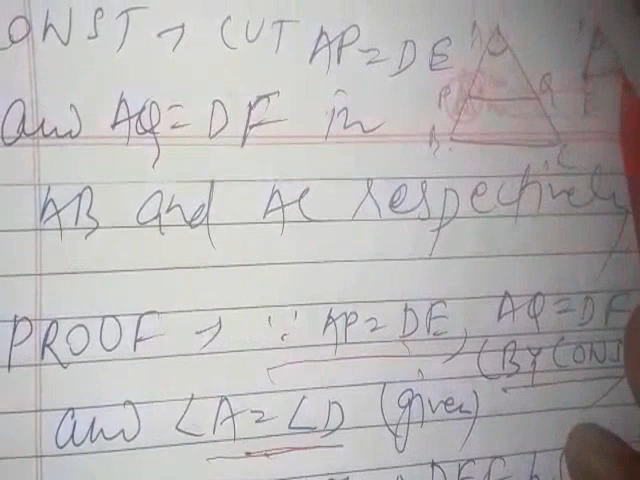 ONST → CUT AP=DE
A
P Q
B C
and AQ=DF in
AB and AC respectively
PROOF → ∵ AP=DE, AQ=DF
(BY CONS
and ∠A=∠D (given)